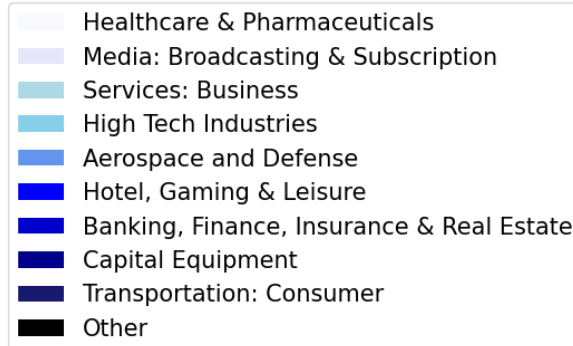 Healthcare & Pharmaceuticals
Media: Broadcasting & Subscription
Services: Business
High Tech Industries
Aerospace and Defense
Hotel, Gaming & Leisure
Banking, Finance, Insurance & Real Estate
Capital Equipment
Transportation: Consumer
Other